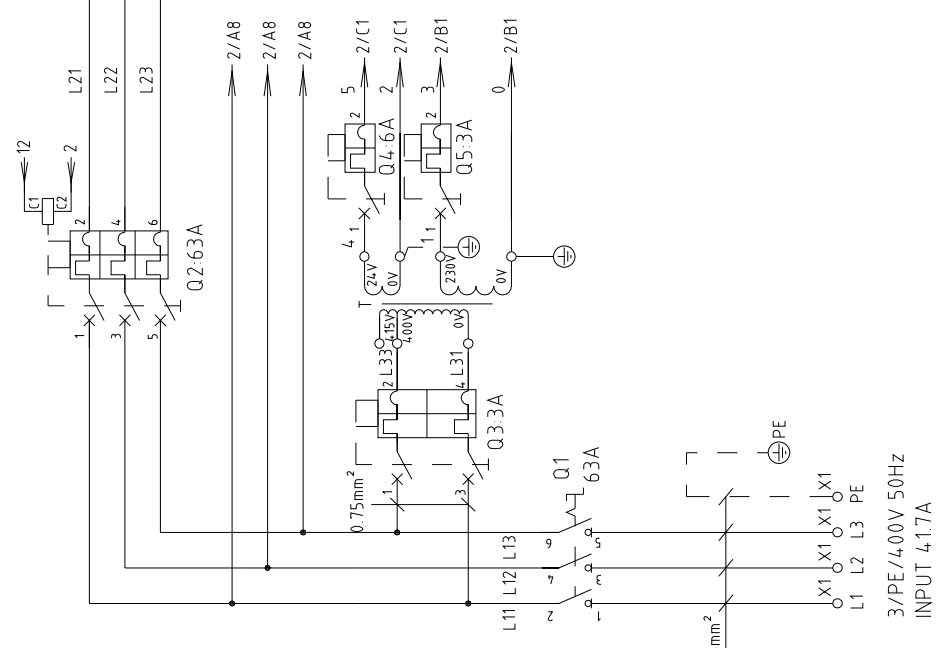 2/A8
2/A8
2/A8
2/C1
2/C1
2/B1
2/B1
L21
L22
L23
5
2
3
0
12
2
C1
C2
2
4
6
Q2:63A
1
3
5
2
Q4:6A
2
Q5:3A
4
1
1
1
24V
0V
230V
0V
T
415V
400V
0V
L33
L31
2
4
Q3:3A
0.75mm²
1
3
Q1
63A
L13
L12
L11
6
4
2
5
3
1
PE
X1
X1
X1
X1
PE
L3
L2
L1
mm²
3/PE/400V 50Hz
INPUT 41.7A